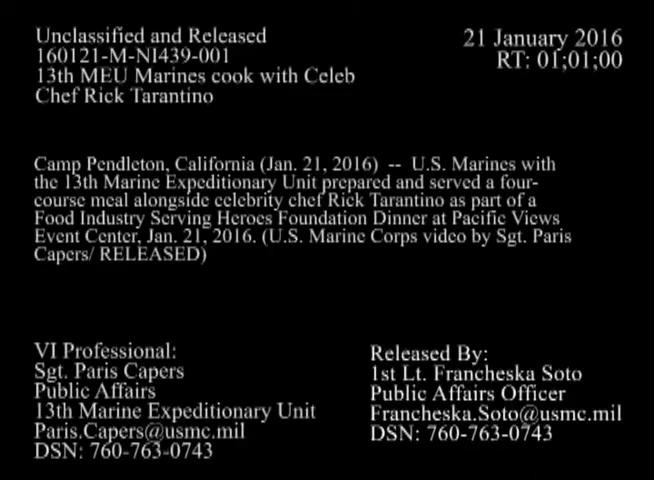 Unclassified and Released
160121-M-NI439-001
13th MEU Marines cook with Celeb
Chef Rick Tarantino
21 January 2016
RT: 01;01;00
Camp Pendleton, California (Jan. 21, 2016)  --  U.S. Marines with
the 13th Marine Expeditionary Unit prepared and served a four-
course meal alongside celebrity chef Rick Tarantino as part of a
Food Industry Serving Heroes Foundation Dinner at Pacific Views
Event Center, Jan. 21, 2016. (U.S. Marine Corps video by Sgt. Paris
Capers/ RELEASED)
VI Professional:
Sgt. Paris Capers
Public Affairs
13th Marine Expeditionary Unit
Paris.Capers@usmc.mil
DSN: 760-763-0743
Released By:
1st Lt. Francheska Soto
Public Affairs Officer
Francheska.Soto@usmc.mil
DSN: 760-763-0743